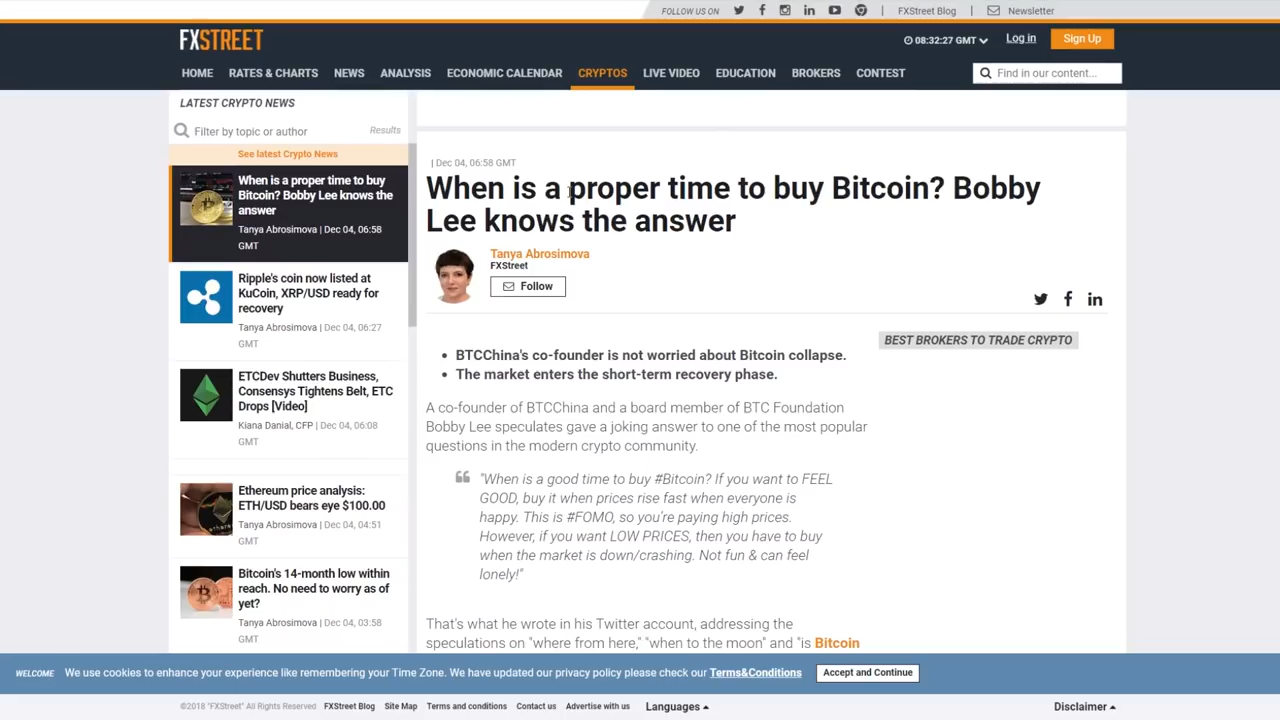 FOLLOW US ON | FXStreet Blog | Newsletter
FXSTREET
08:32:27 GMT Log in Sign Up
HOME RATES & CHARTS NEWS ANALYSIS ECONOMIC CALENDAR CRYPTOS LIVE VIDEO EDUCATION BROKERS CONTEST Find in our content...
LATEST CRYPTO NEWS
Filter by topic or author Results
See latest Crypto News
When is a proper time to buy
Bitcoin? Bobby Lee knows the
answer
Tanya Abrosimova | Dec 04, 06:58
GMT
Ripple's coin now listed at
KuCoin, XRP/USD ready for
recovery
Tanya Abrosimova | Dec 04, 06:27
GMT
ETCDev Shutters Business,
Consensys Tightens Belt, ETC
Drops [Video]
Kiana Danial, CFP | Dec 04, 06:08
GMT
Ethereum price analysis:
ETH/USD bears eye $100.00
Tanya Abrosimova | Dec 04, 04:51
GMT
Bitcoin's 14-month low within
reach. No need to worry as of
yet?
Tanya Abrosimova | Dec 04, 03:58
GMT
| Dec 04, 06:58 GMT
When is a proper time to buy Bitcoin? Bobby
Lee knows the answer
Tanya Abrosimova
FXStreet
Follow
BEST BROKERS TO TRADE CRYPTO
• BTCChina's co-founder is not worried about Bitcoin collapse.
• The market enters the short-term recovery phase.
A co-founder of BTCChina and a board member of BTC Foundation
Bobby Lee speculates gave a joking answer to one of the most popular
questions in the modern crypto community.
"When is a good time to buy #Bitcoin? If you want to FEEL
GOOD, buy it when prices rise fast when everyone is
happy. This is #FOMO, so you're paying high prices.
However, if you want LOW PRICES, then you have to buy
when the market is down/crashing. Not fun & can feel
lonely!"
That's what he wrote in his Twitter account, addressing the
speculations on "where from here," "when to the moon" and "is Bitcoin
WELCOME We use cookies to enhance your experience like remembering your Time Zone. We have updated our privacy policy please check our Terms&Conditions Accept and Continue
©2018 "FXStreet" All Rights Reserved FXStreet Blog Site Map Terms and conditions Contact us Advertise with us Languages Disclaimer